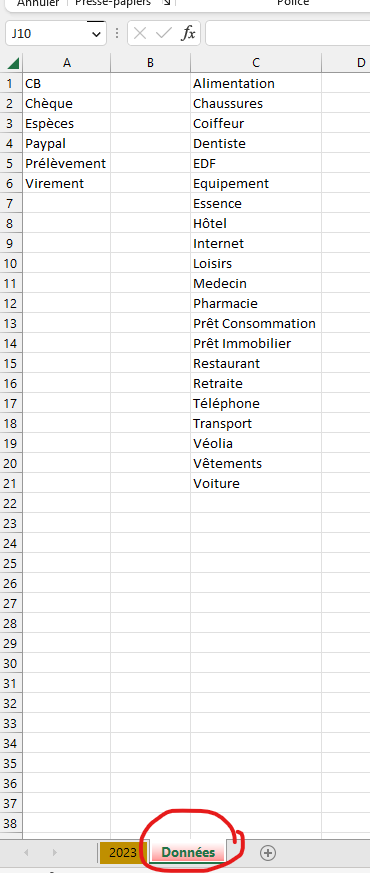 Annuler Presse-papiers Police
J10 fx
A B C D
1 CB Alimentation
2 Chèque Chaussures
3 Espèces Coiffeur
4 Paypal Dentiste
5 Prélèvement EDF
6 Virement Equipement
7 Essence
8 Hôtel
9 Internet
10 Loisirs
11 Medecin
12 Pharmacie
13 Prêt Consommation
14 Prêt Immobilier
15 Restaurant
16 Retraite
17 Téléphone
18 Transport
19 Véolia
20 Vêtements
21 Voiture
22
23
24
25
26
27
28
29
30
31
32
33
34
35
36
37
38
2023 Données